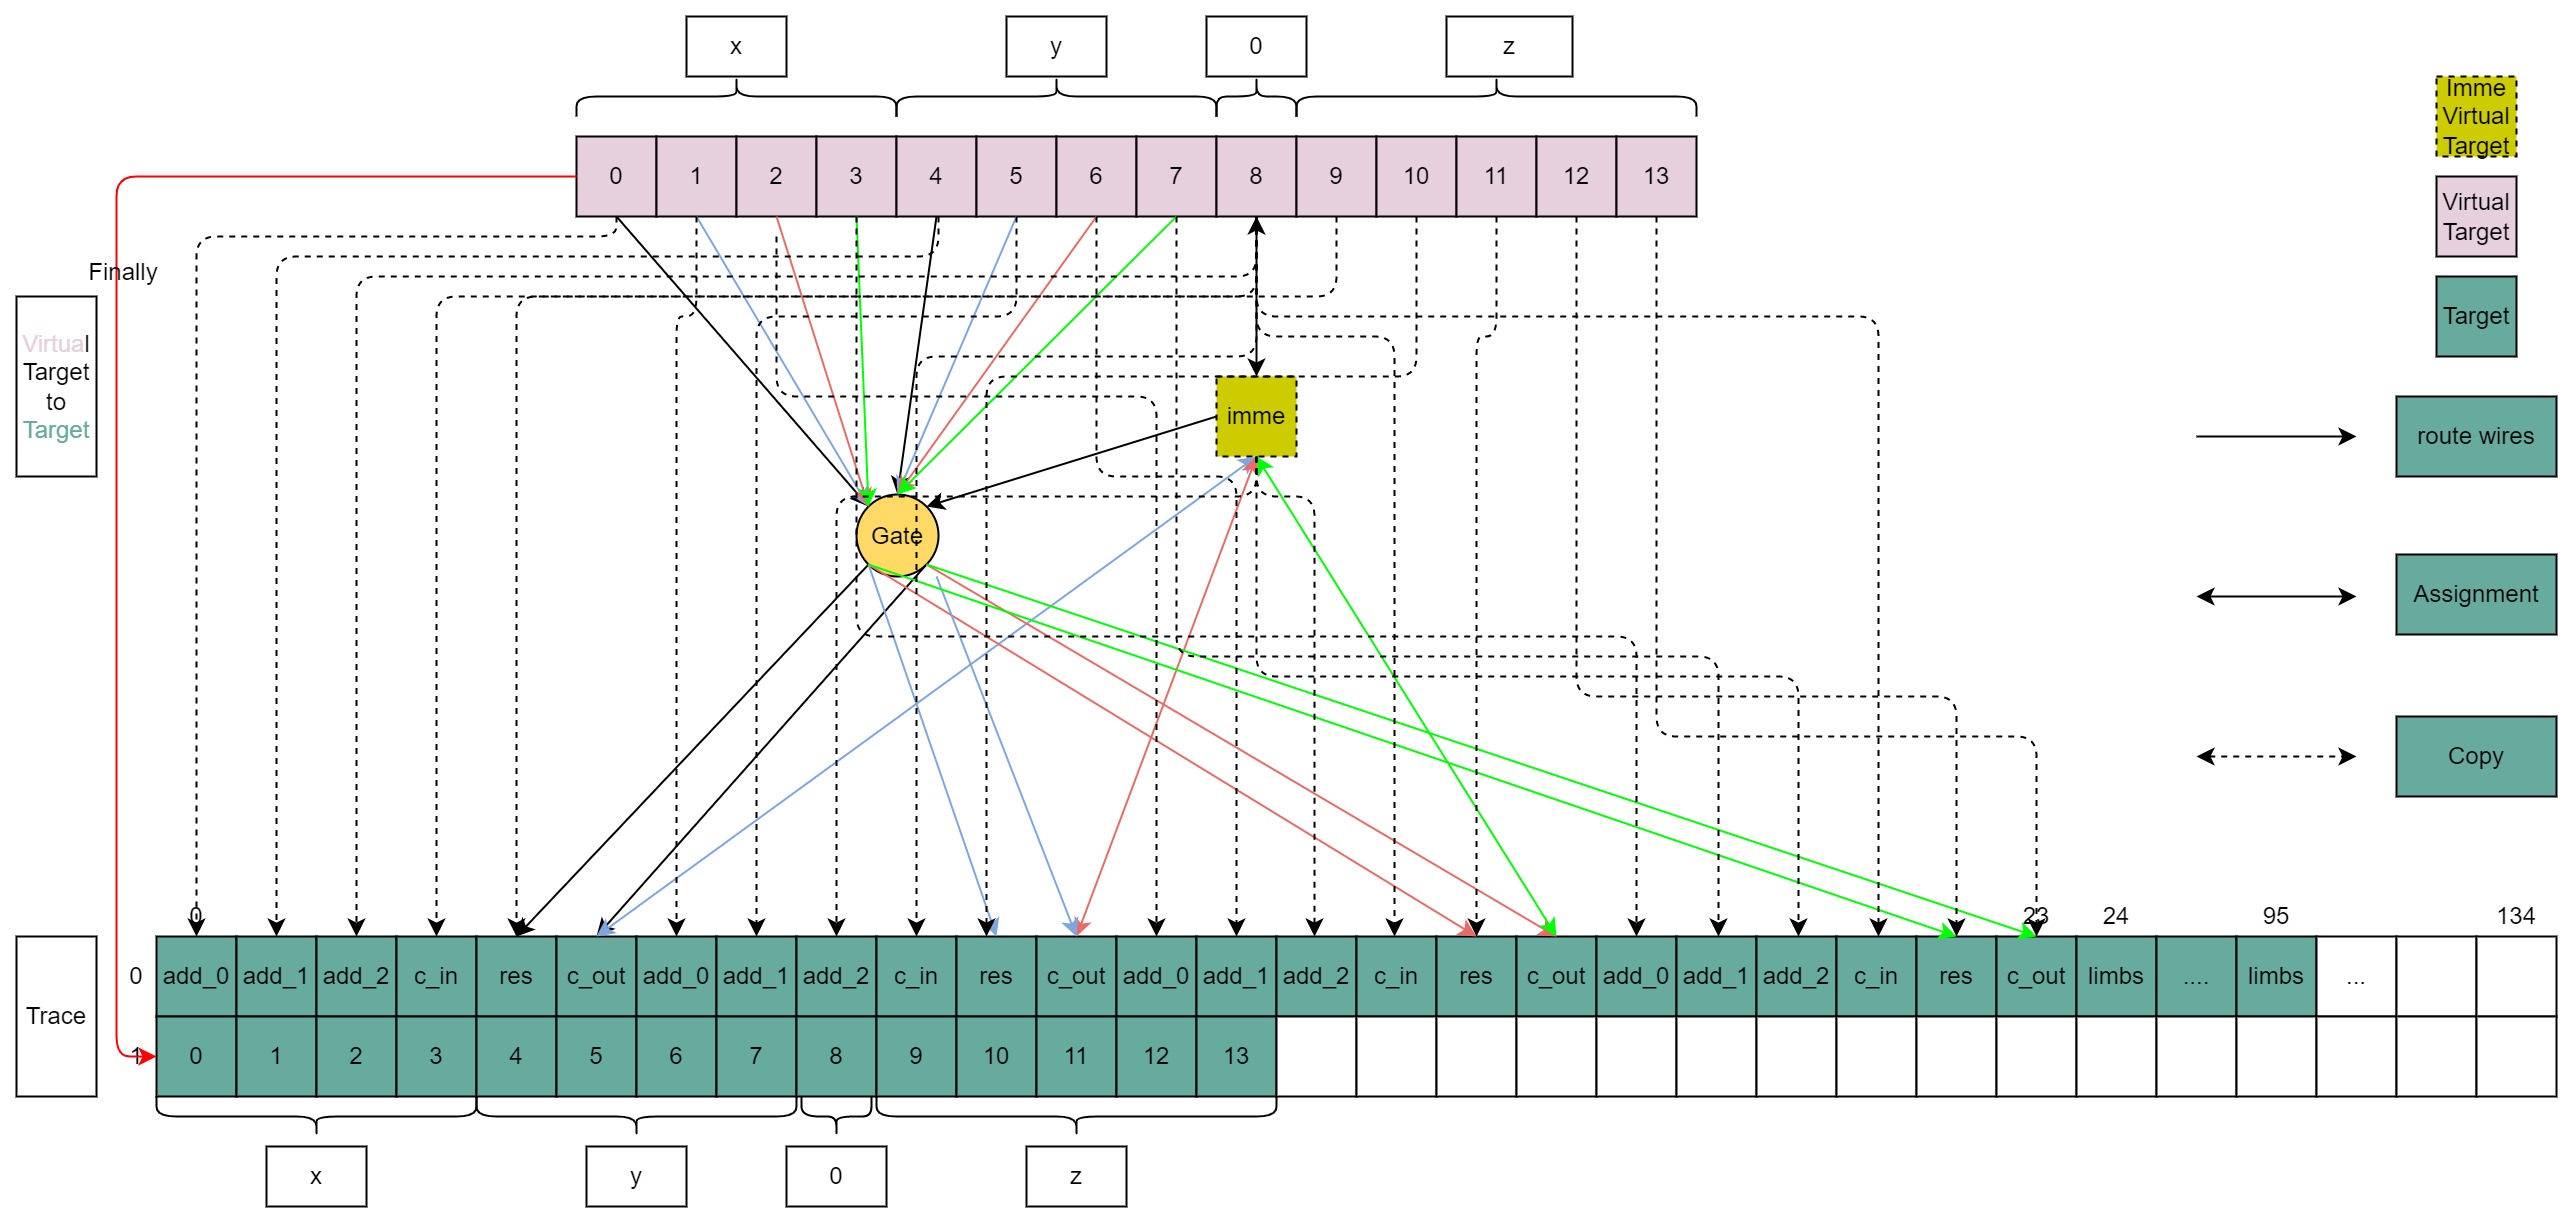 x
y
0
z
0 1 2 3 4 5 6 7 8 9 10 11 12 13
Imme
Virtual
Target
Virtual
Target
Target
Finally
Virtual
Target
to
Target
imme
route wires
Gate
Assignment
Copy
0
23
24
95
134
Trace
0
add_0 add_1 add_2 c_in res c_out add_0 add_1 add_2 c_in res c_out add_0 add_1 add_2 c_in res c_out add_0 add_1 add_2 c_in res c_out limbs .... limbs ...
1
0 1 2 3 4 5 6 7 8 9 10 11 12 13
x
y
0
z